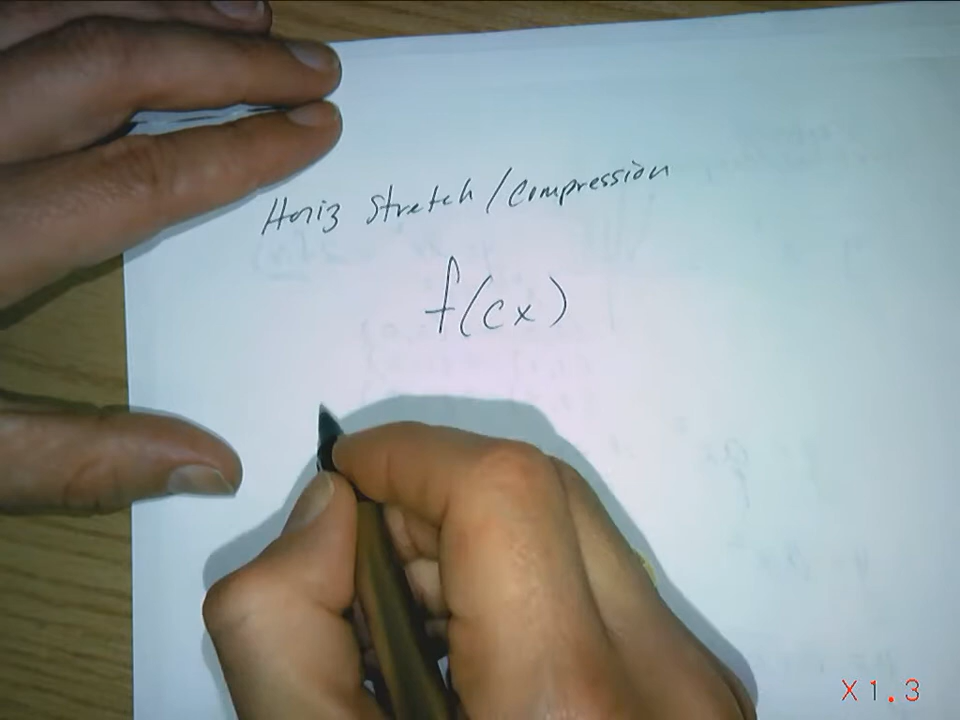 Horiz Stretch / Compression
f(cx)
X1.3